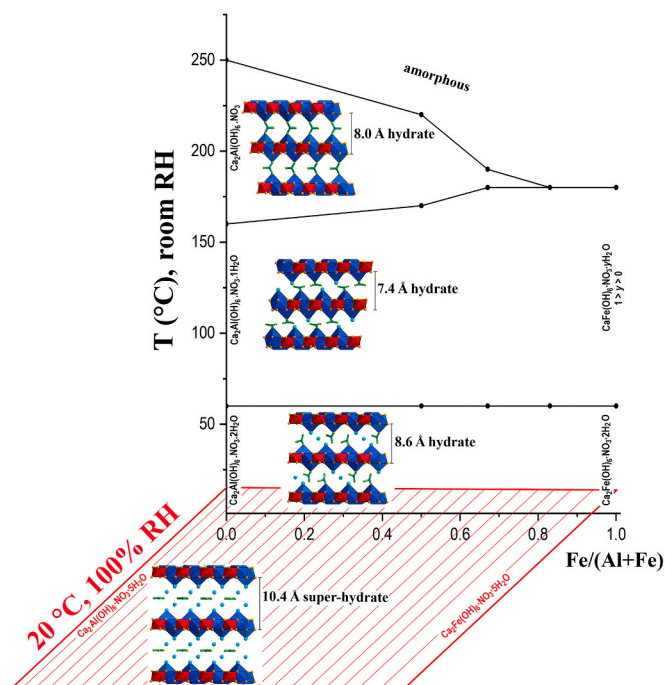 250
200
150
100
50
T (°C), room RH
amorphous
Ca₂Al(OH)₆·NO₃
8.0 Å hydrate
Ca₂Al(OH)₆·NO₃·1H₂O
7.4 Å hydrate
CaFe(OH)₆·NO₃·yH₂O
1 > y > 0
Ca₂Al(OH)₆·NO₃·2H₂O
8.6 Å hydrate
Ca₂Fe(OH)₆·NO₃·2H₂O
0.0 0.2 0.4 0.6 0.8 1.0
Fe/(Al+Fe)
20 °C, 100% RH
Ca₂Al(OH)₆·NO₃·5H₂O
10.4 Å super-hydrate
Ca₂Fe(OH)₆·NO₃·5H₂O